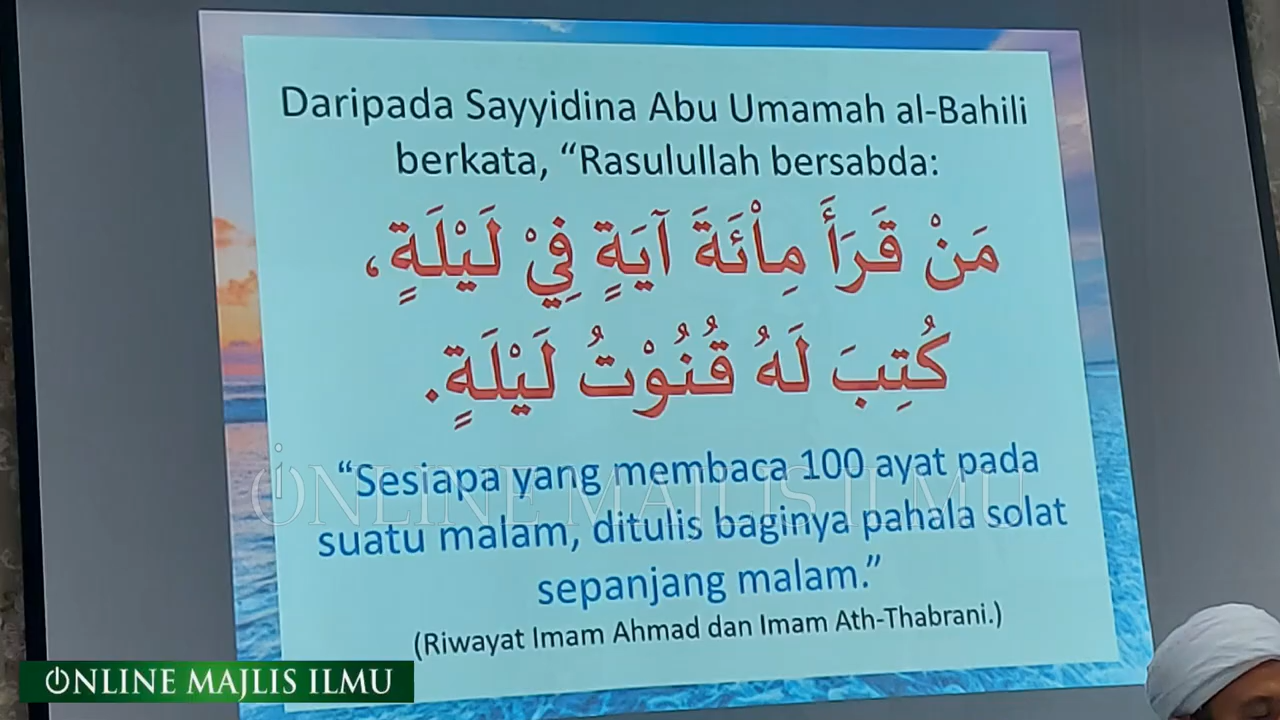 Daripada Sayyidina Abu Umamah al-Bahili
berkata, “Rasulullah bersabda:
مَنْ قَرَأَ مِاْئَةَ آيَةٍ فِيْ لَيْلَةٍ،
كُتِبَ لَهُ قُنُوْتُ لَيْلَةٍ.
“Sesiapa yang membaca 100 ayat pada
suatu malam, ditulis baginya pahala solat
sepanjang malam.”
(Riwayat Imam Ahmad dan Imam Ath-Thabrani.)
ONLINE MAJLIS ILMU
ONLINE MAJLIS ILMU